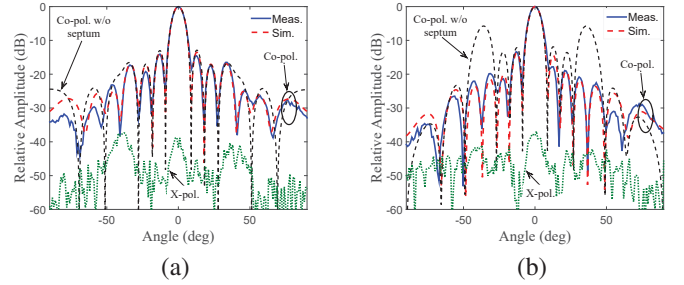 Co-pol. w/o
septum
Meas.
Sim.
Co-pol.
X-pol.
Relative Amplitude (dB)
0
-10
-20
-30
-40
-50
-60
-50
0
50
Angle (deg)
(a)
Co-pol. w/o
septum
Meas.
Sim.
Co-pol.
X-pol.
Relative Amplitude (dB)
0
-10
-20
-30
-40
-50
-60
-50
0
50
Angle (deg)
(b)